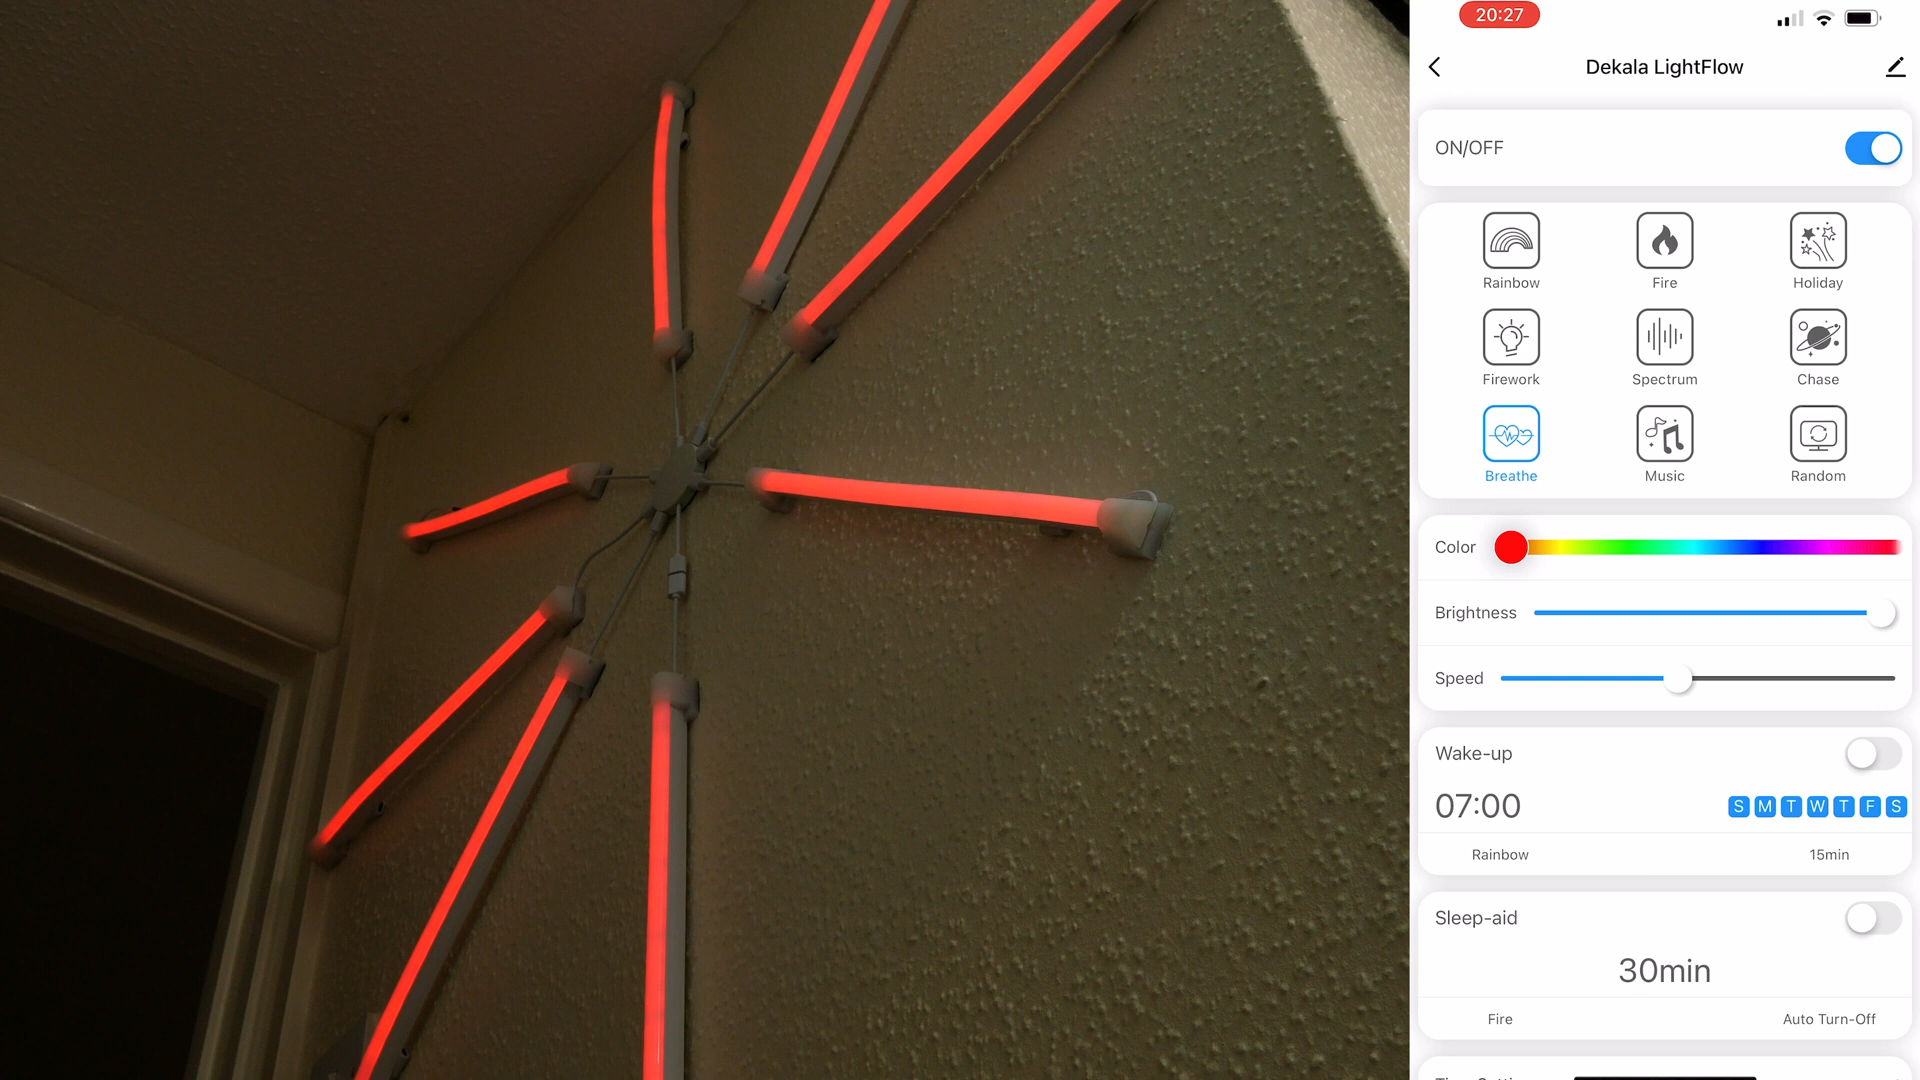 20:27
Dekala LightFlow
ON/OFF
Rainbow Fire Holiday
Firework Spectrum Chase
Breathe Music Random
Color
Brightness
Speed
Wake-up
07:00 S M T W T F S
Rainbow 15min
Sleep-aid
30min
Fire Auto Turn-Off